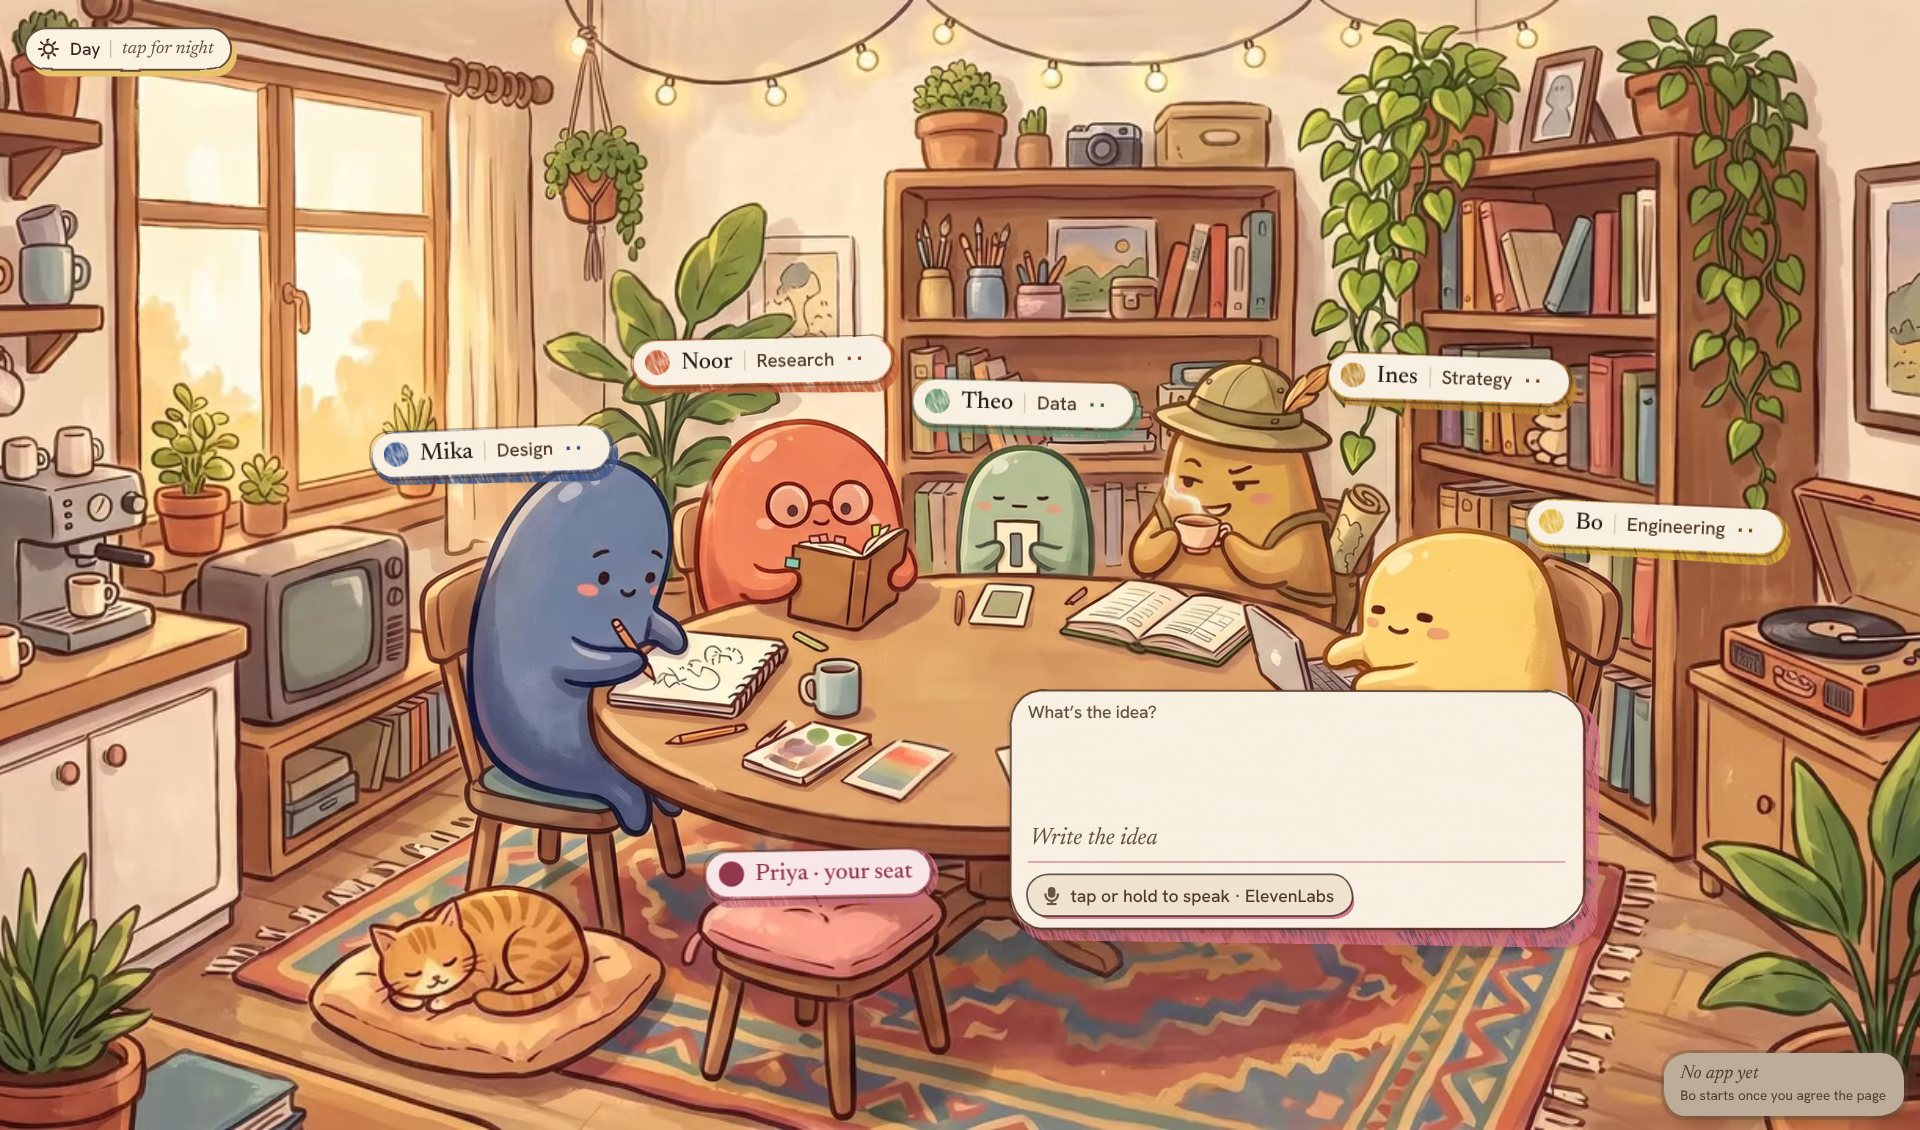 Day | tap for night
Noor | Research ··
Ines | Strategy ··
Theo | Data ··
Mika | Design ··
Bo | Engineering ··
What's the idea?
Write the idea
Priya · your seat
tap or hold to speak · ElevenLabs
No app yet
Bo starts once you agree the page